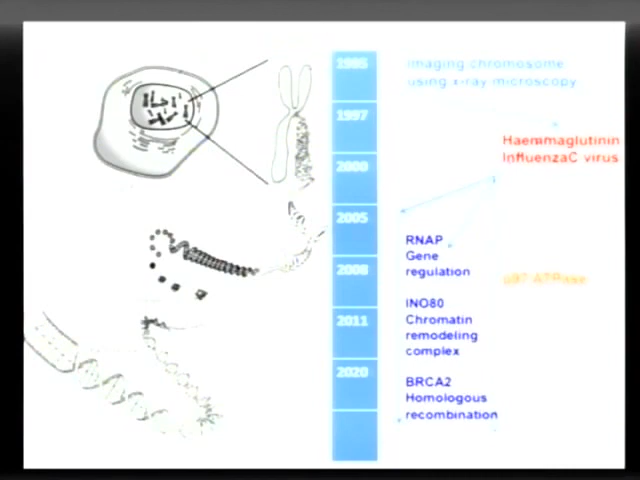 1995
Imaging chromosome
using x-ray microscopy
1997
Haemmaglutinin
InfluenzaC virus
2000
2005
RNAP
Gene
regulation
2008
p97 ATPase
INO80
Chromatin
remodeling
complex
2011
2020
BRCA2
Homologous
recombination